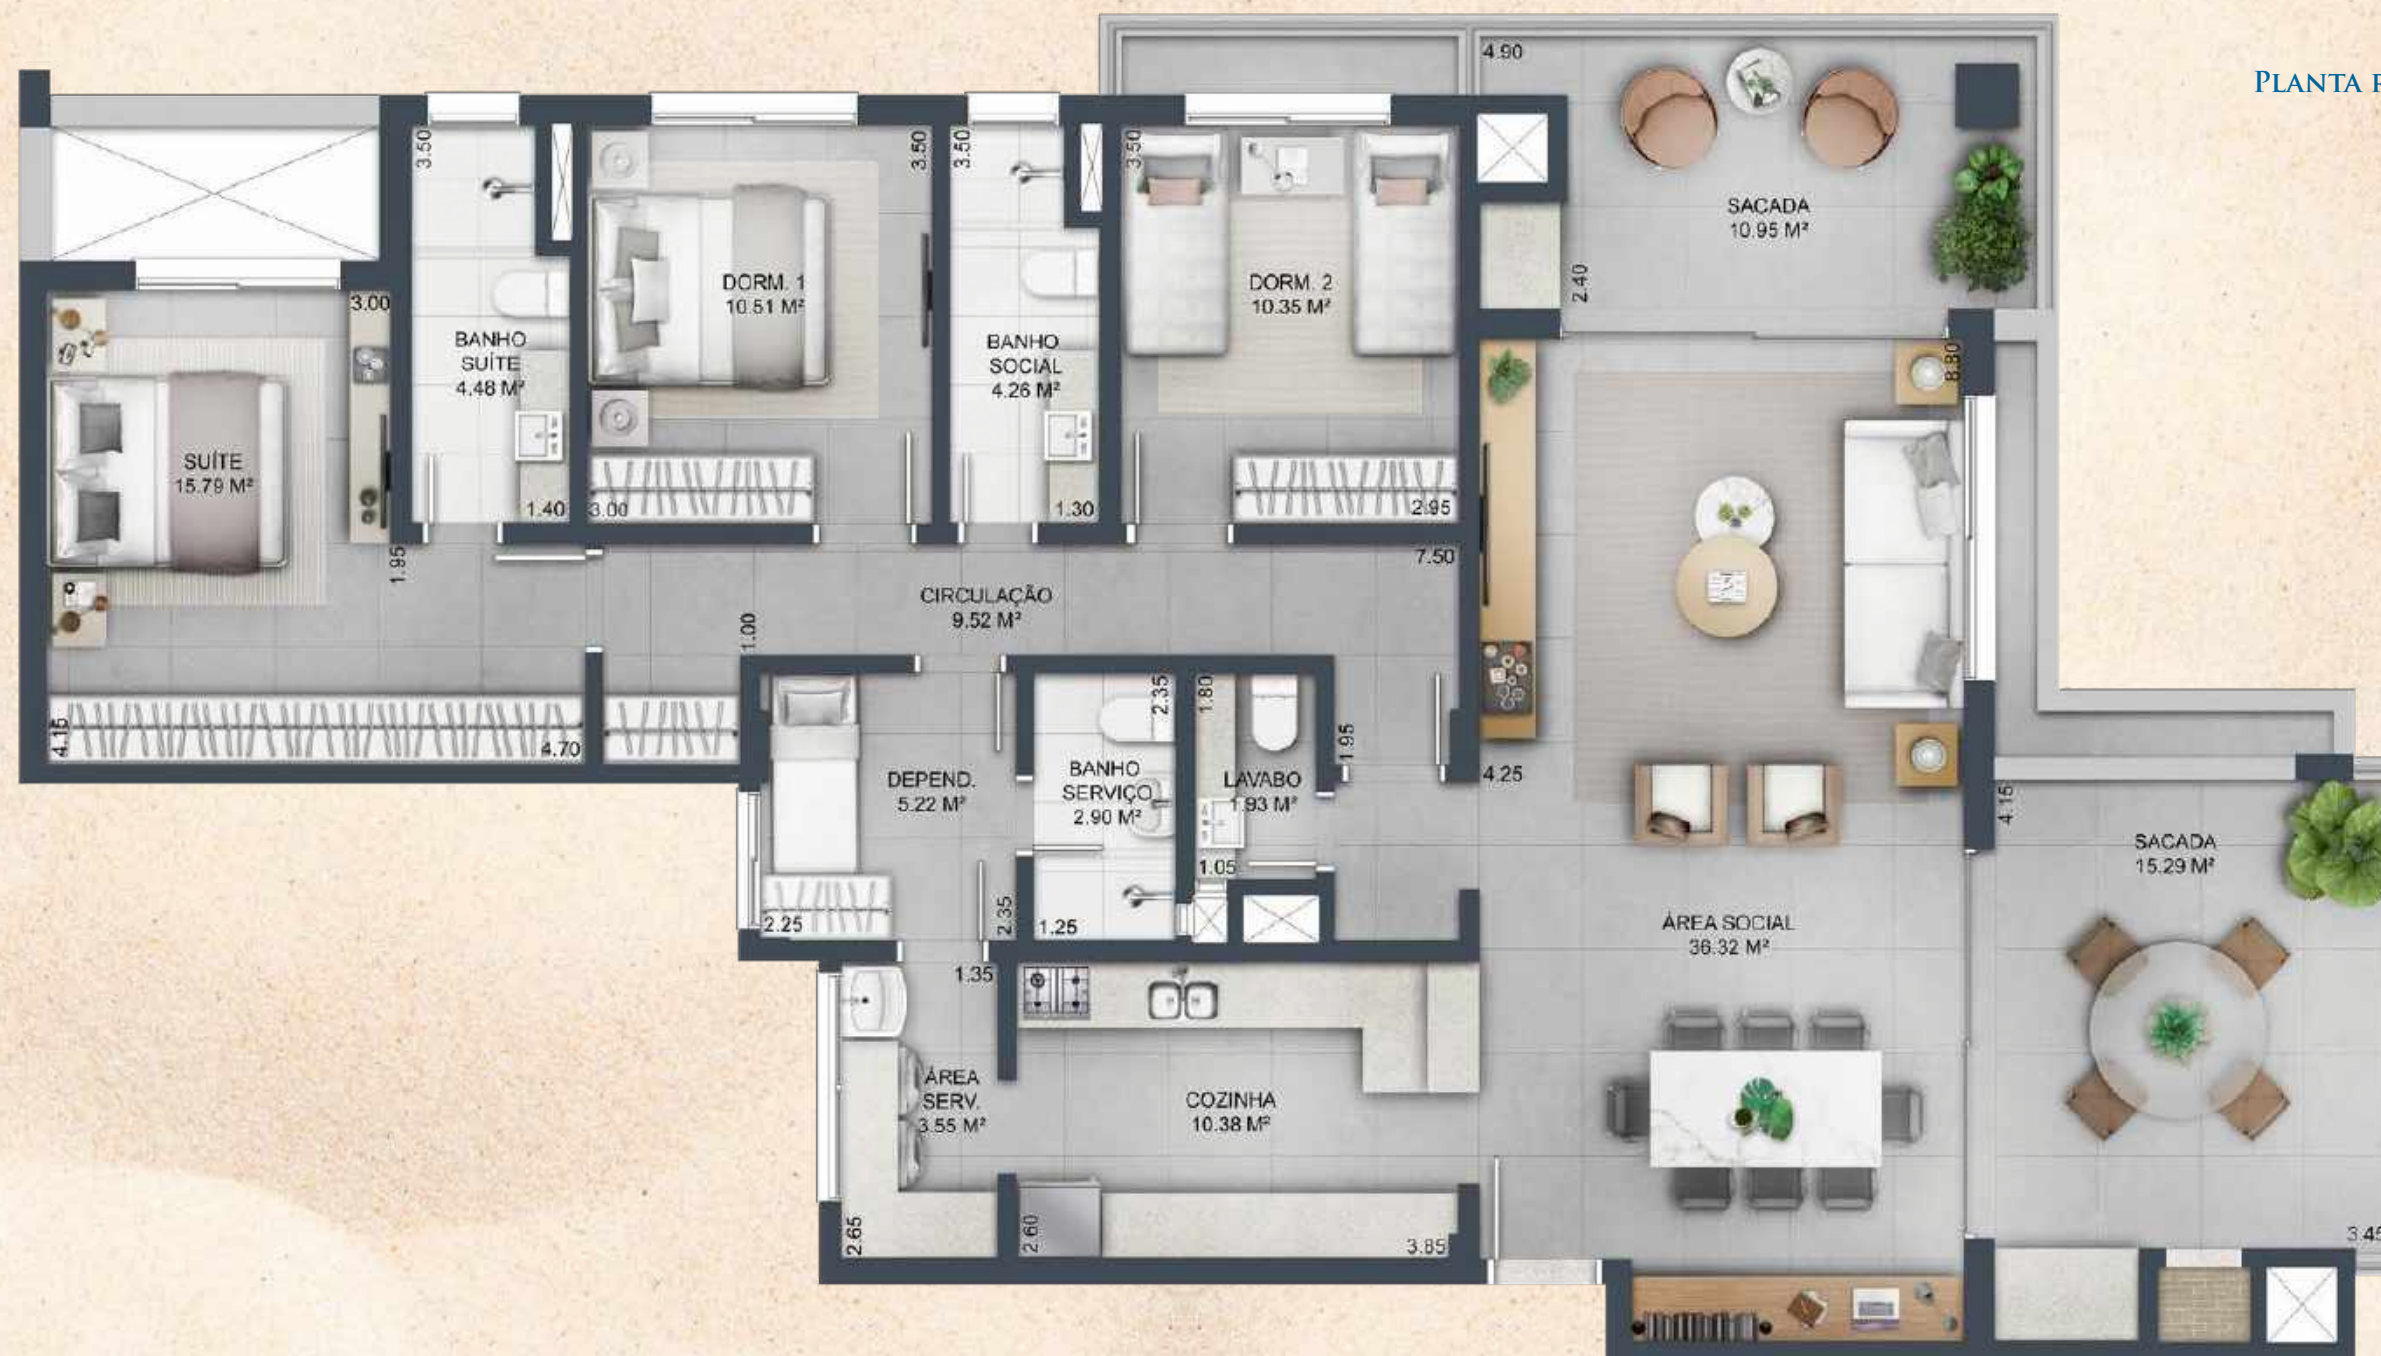 PLANTA
4.90
SACADA
10.95 M²
2.40
3.50
3.50
3.50
3.50
3.00
DORM. 1
10.51 M²
DORM. 2
10.35 M²
BANHO
SUÍTE
4.48 M²
BANHO
SOCIAL
4.26 M²
8.80
SUÍTE
15.79 M²
1.40
3.00
1.30
2.95
1.95
7.50
CIRCULAÇÃO
9.52 M²
1.00
4.15
4.70
2.35
1.80
1.95
DEPEND.
5.22 M²
BANHO
SERVIÇO
2.90 M²
LAVABO
1.93 M²
4.25
4.15
SACADA
15.29 M²
1.05
2.25
2.35
1.25
ÁREA SOCIAL
36.32 M²
1.35
ÁREA
SERV.
3.55 M²
COZINHA
10.38 M²
2.65
2.60
3.85
3.45